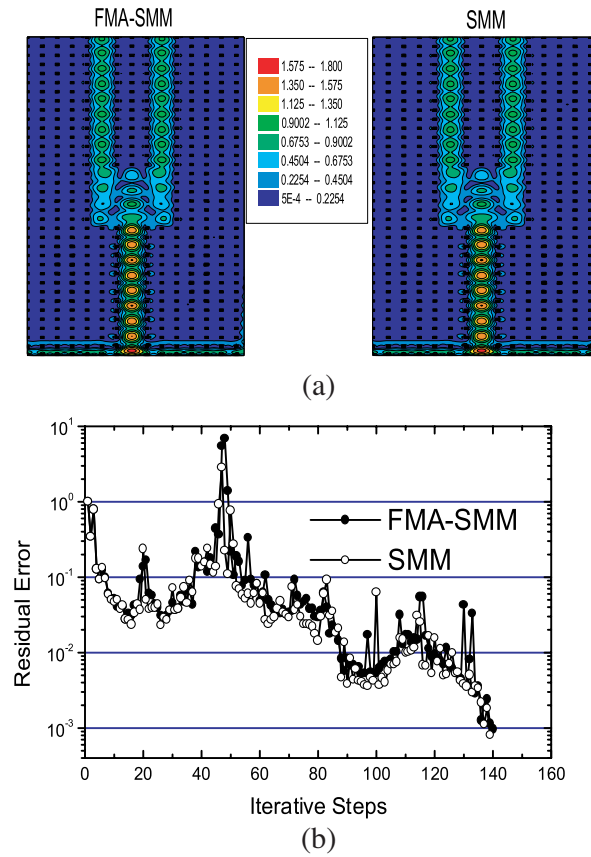 FMA-SMM
SMM
1.575 -- 1.800
1.350 -- 1.575
1.125 -- 1.350
0.9002 -- 1.125
0.6753 -- 0.9002
0.4504 -- 0.6753
0.2254 -- 0.4504
5E-4 -- 0.2254
(a)
10^1
10^0
10^-1
10^-2
10^-3
Residual Error
FMA-SMM
SMM
0 20 40 60 80 100 120 140 160
Iterative Steps
(b)